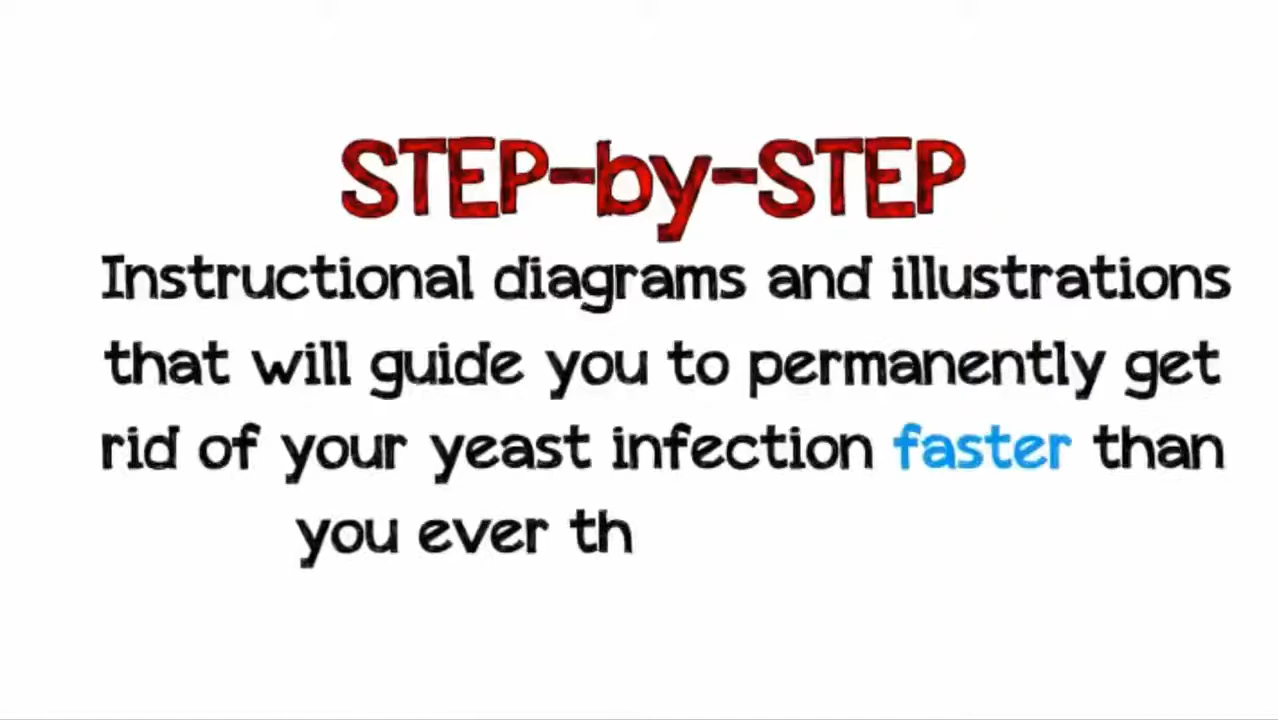 STEP-by-STEP
Instructional diagrams and illustrations
that will guide you to permanently get
rid of your yeast infection faster than
you ever th